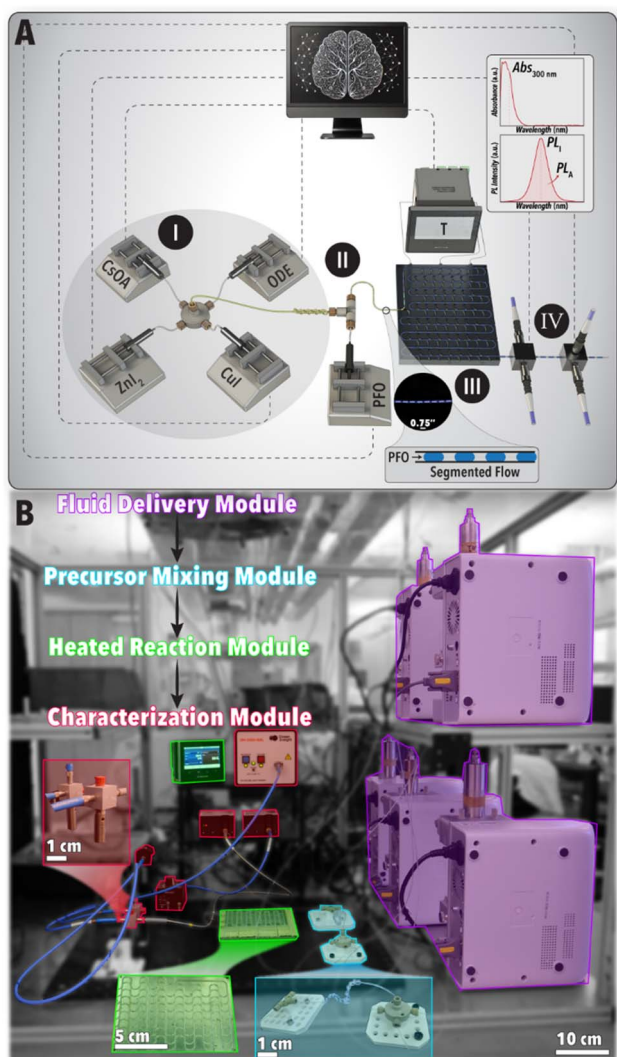 A
Abs300 nm
Absorbance (a.u.)
Wavelength (nm)
PLI
PLA
PL Intensity (a.u.)
Wavelength (nm)
T
I
CsOA
ODE
II
ZnI2
CuI
PFO
III
IV
0.75"
PFO
Segmented Flow
B
Fluid Delivery Module
Precursor Mixing Module
Heated Reaction Module
Characterization Module
1 cm
5 cm
1 cm
10 cm